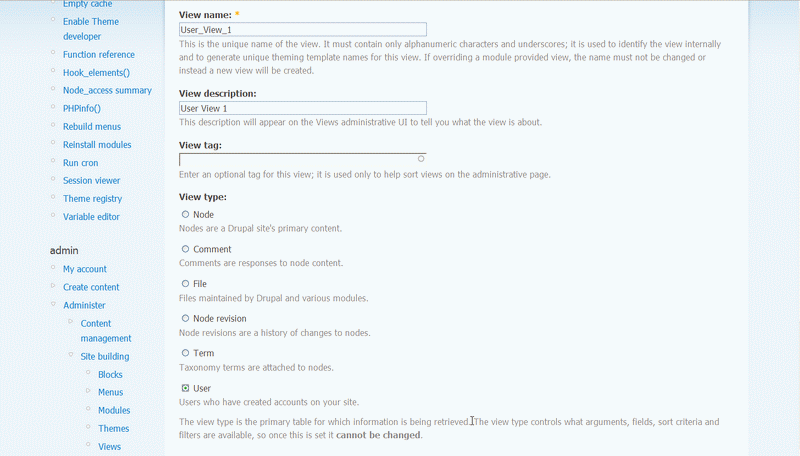 Empty cache
Enable Theme
developer
Function reference
Hook_elements()
Node_access summary
PHPinfo()
Rebuild menus
Reinstall modules
Run cron
Session viewer
Theme registry
Variable editor
admin
My account
Create content
Administer
Content
management
Site building
Blocks
Menus
Modules
Themes
Views
View name: *
User_View_1
This is the unique name of the view. It must contain only alphanumeric characters and underscores; it is used to identify the view internally
and to generate unique theming template names for this view. If overriding a module provided view, the name must not be changed or
instead a new view will be created.
View description:
User View 1
This description will appear on the Views administrative UI to tell you what the view is about.
View tag:
Enter an optional tag for this view; it is used only to help sort views on the administrative page.
View type:
Node
Nodes are a Drupal site's primary content.
Comment
Comments are responses to node content.
File
Files maintained by Drupal and various modules.
Node revision
Node revisions are a history of changes to nodes.
Term
Taxonomy terms are attached to nodes.
User
Users who have created accounts on your site.
The view type is the primary table for which information is being retrieved. The view type controls what arguments, fields, sort criteria and
filters are available, so once this is set it cannot be changed.